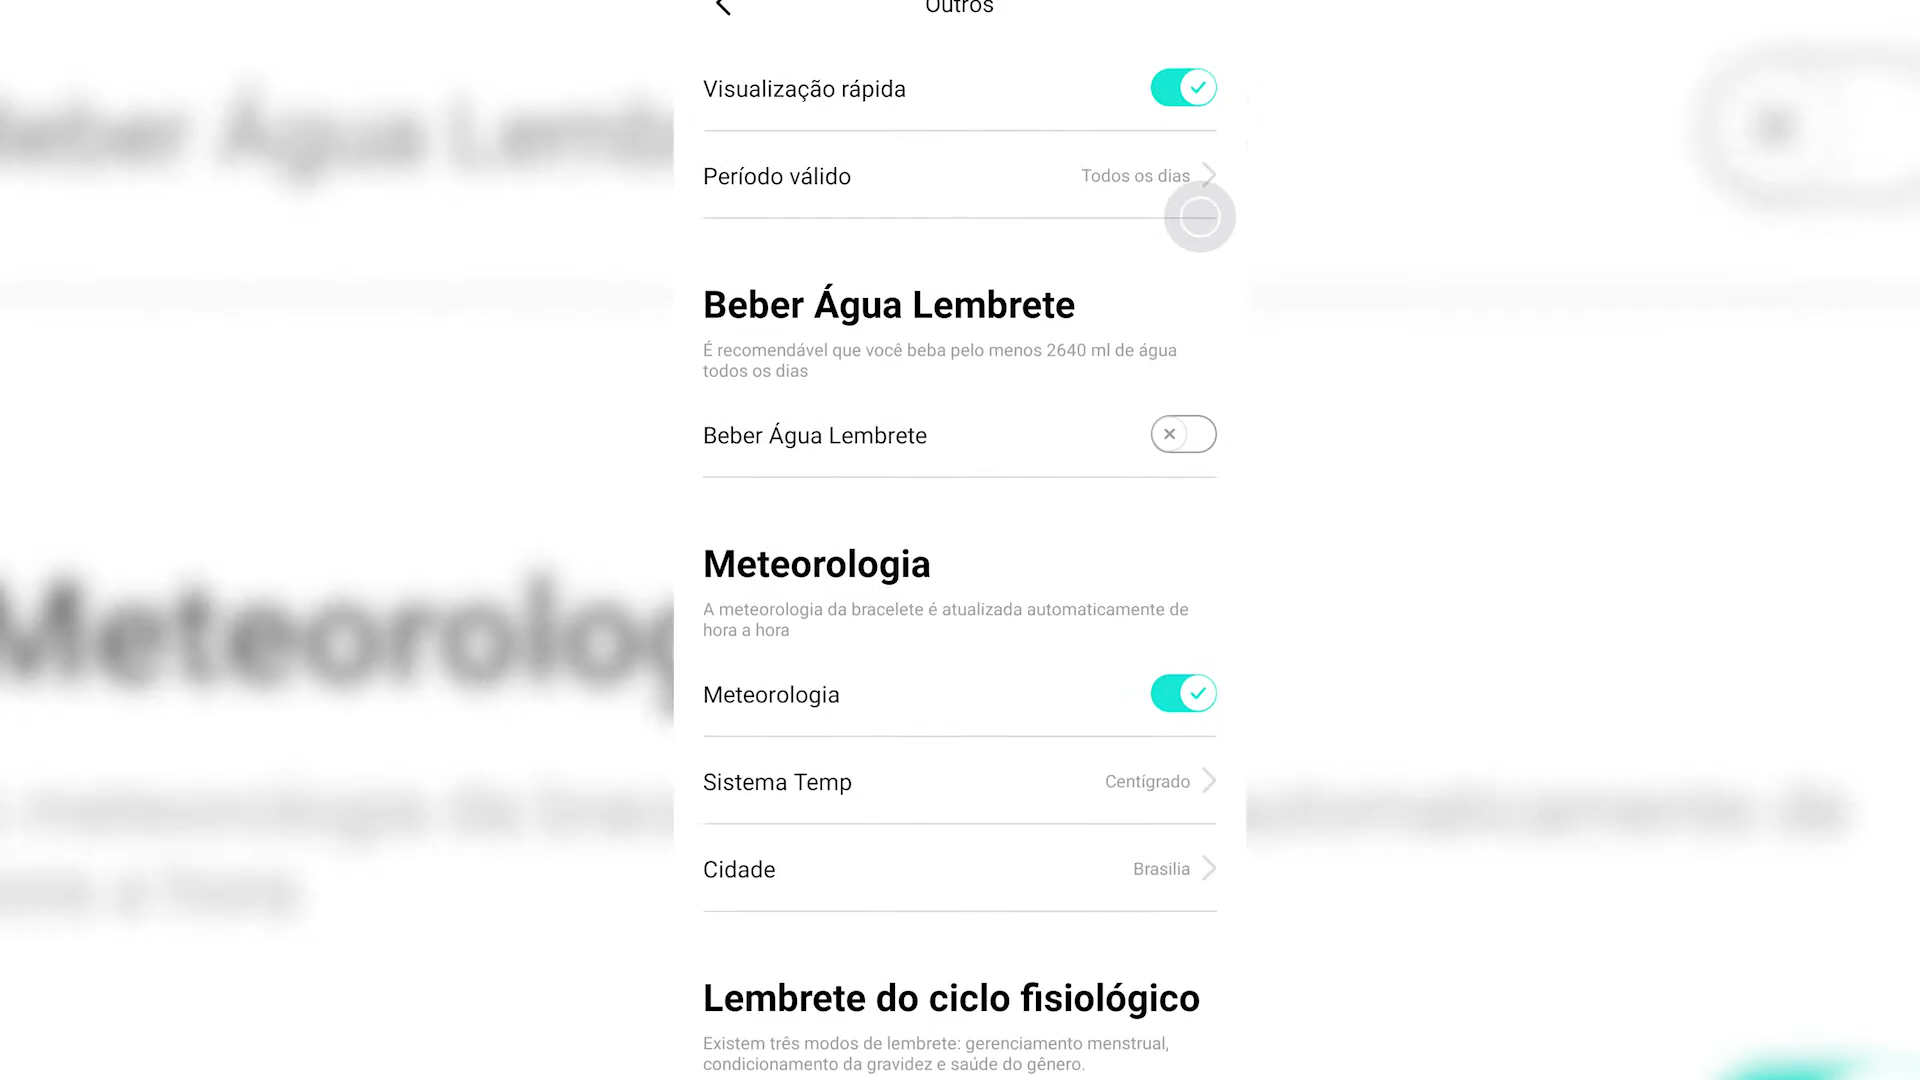 Outros
Visualização rápida
Período válido Todos os dias
Beber Água Lembrete
É recomendável que você beba pelo menos 2640 ml de água
todos os dias
Beber Água Lembrete
Meteorologia
A meteorologia da bracelete é atualizada automaticamente de
hora a hora
Meteorologia
Sistema Temp Centígrado
Cidade Brasilia
Lembrete do ciclo fisiológico
Existem três modos de lembrete: gerenciamento menstrual,
condicionamento da gravidez e saúde do gênero.